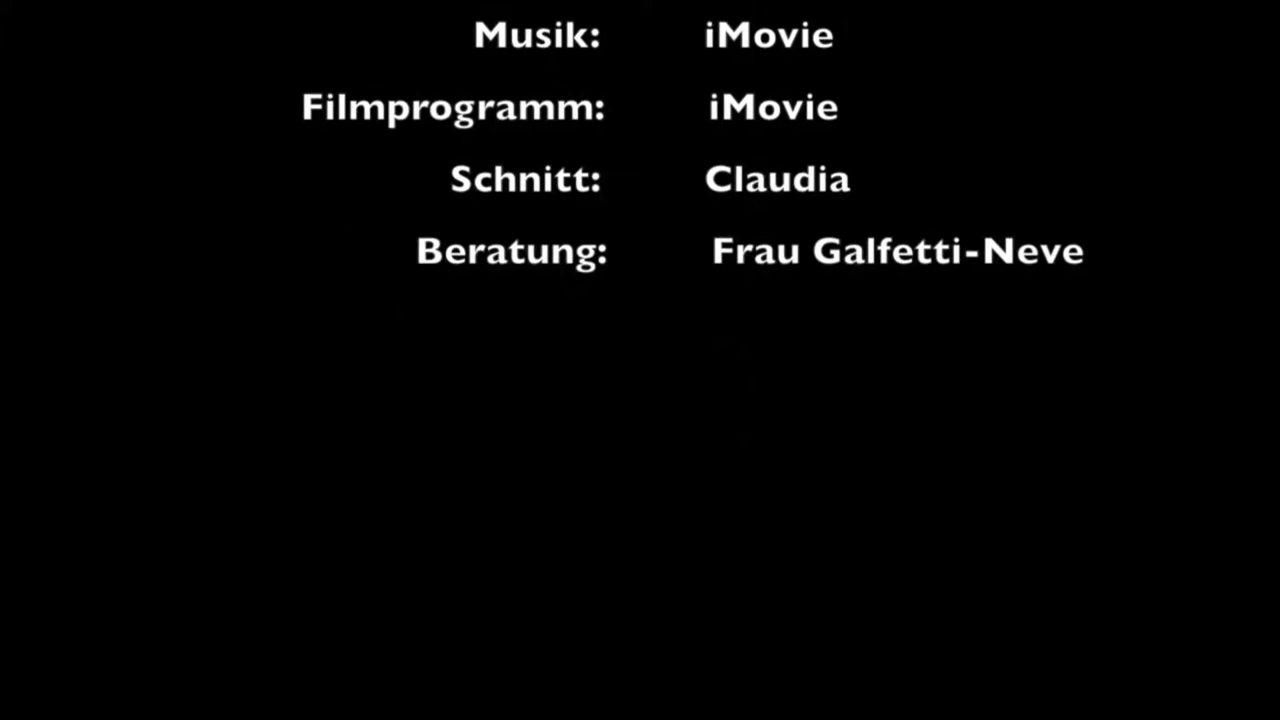 Musik: iMovie
Filmprogramm: iMovie
Schnitt: Claudia
Beratung: Frau Galfetti-Neve